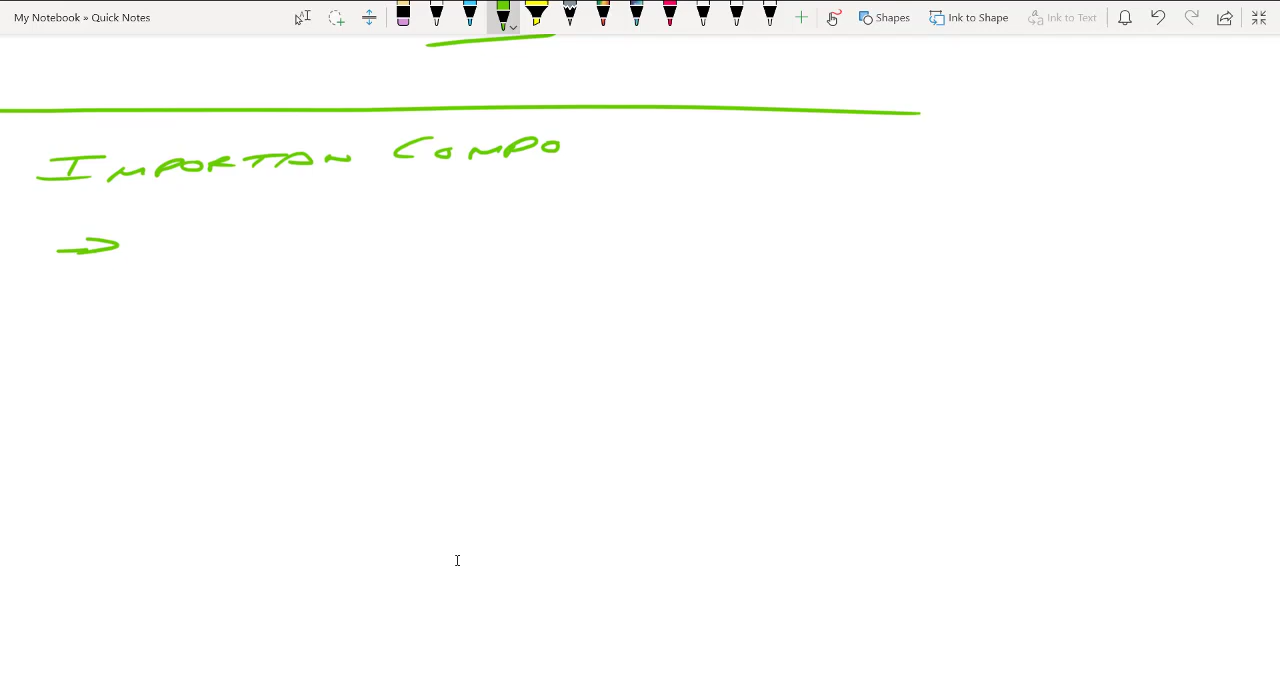 My Notebook » Quick Notes Shapes Ink to Shape Ink to Text
IMPORTAN COMPO
→